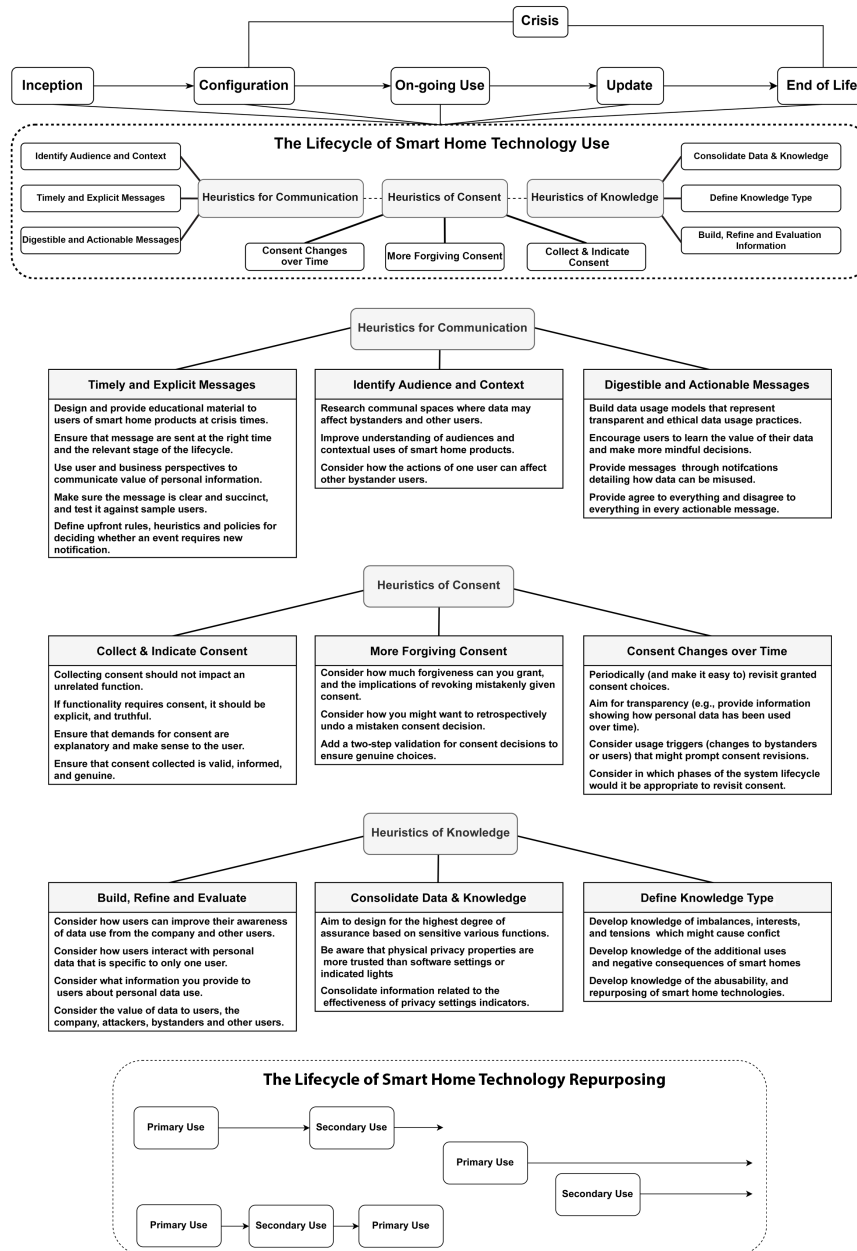 Crisis
Inception
Configuration
On-going Use
Update
End of Life
The Lifecycle of Smart Home Technology Use
Identify Audience and Context
Timely and Explicit Messages
Digestible and Actionable Messages
Heuristics for Communication
Heuristics of Consent
Heuristics of Knowledge
Consolidate Data & Knowledge
Define Knowledge Type
Build, Refine and Evaluation
Information
Consent Changes
over Time
More Forgiving Consent
Collect & Indicate
Consent
Heuristics for Communication
Timely and Explicit Messages
Design and provide educational material to
users of smart home products at crisis times.
Ensure that message are sent at the right time
and the relevant stage of the lifecycle.
Use user and business perspectives to
communicate value of personal information.
Make sure the message is clear and succinct,
and test it against sample users.
Define upfront rules, heuristics and policies for
deciding whether an event requires new
notification.
Identify Audience and Context
Research communal spaces where data may
affect bystanders and other users.
Improve understanding of audiences and
contextual uses of smart home products.
Consider how the actions of one user can affect
other bystander users.
Digestible and Actionable Messages
Build data usage models that represent
transparent and ethical data usage practices.
Encourage users to learn the value of their data
and make more mindful decisions.
Provide messages through notifcations
detailing how data can be misused.
Provide agree to everything and disagree to
everything in every actionable message.
Heuristics of Consent
Collect & Indicate Consent
Collecting consent should not impact an
unrelated function.
If functionality requires consent, it should be
explicit, and truthful.
Ensure that demands for consent are
explanatory and make sense to the user.
Ensure that consent collected is valid, informed,
and genuine.
More Forgiving Consent
Consider how much forgiveness can you grant,
and the implications of revoking mistakenly given
consent.
Consider how you might want to retrospectively
undo a mistaken consent decision.
Add a two-step validation for consent decisions to
ensure genuine choices.
Consent Changes over Time
Periodically (and make it easy to) revisit granted
consent choices.
Aim for transparency (e.g., provide information
showing how personal data has been used
over time).
Consider usage triggers (changes to bystanders
or users) that might prompt consent revisions.
Consider in which phases of the system lifecycle
would it be appropriate to revisit consent.
Heuristics of Knowledge
Build, Refine and Evaluate
Consider how users can improve their awareness
of data use from the company and other users.
Consider how users interact with personal
data that is specific to only one user.
Consider what information you provide to
users about personal data use.
Consider the value of data to users, the
company, attackers, bystanders and other users.
Consolidate Data & Knowledge
Aim to design for the highest degree of
assurance based on sensitive various functions.
Be aware that physical privacy properties are
more trusted than software settings or
indicated lights
Consolidate information related to the
effectiveness of privacy settings indicators.
Define Knowledge Type
Develop knowledge of imbalances, interests,
and tensions which might cause confict
Develop knowledge of the additional uses
and negative consequences of smart homes
Develop knowledge of the abusability, and
repurposing of smart home technologies.
The Lifecycle of Smart Home Technology Repurposing
Primary Use
Secondary Use
Primary Use
Secondary Use
Primary Use
Secondary Use
Primary Use